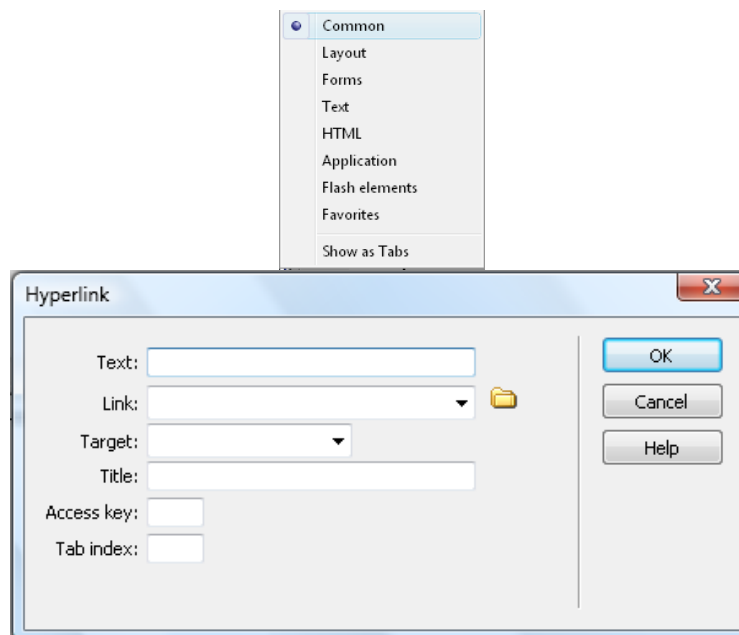 Common
Layout
Forms
Text
HTML
Application
Flash elements
Favorites
Show as Tabs
Hyperlink
Text:
OK
Link:
Cancel
Target:
Help
Title:
Access key:
Tab index: